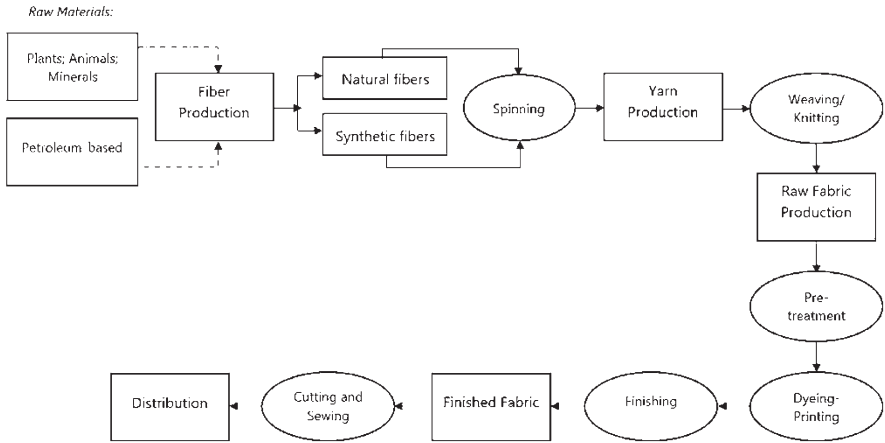 Raw Materials:
Plants; Animals;
Minerals
Petroleum based
Fiber
Production
Natural fibers
Synthetic fibers
Spinning
Yarn
Production
Weaving/
Knitting
Raw Fabric
Production
Pre-
treatment
Dyeing-
Printing
Finishing
Finished Fabric
Cutting and
Sewing
Distribution